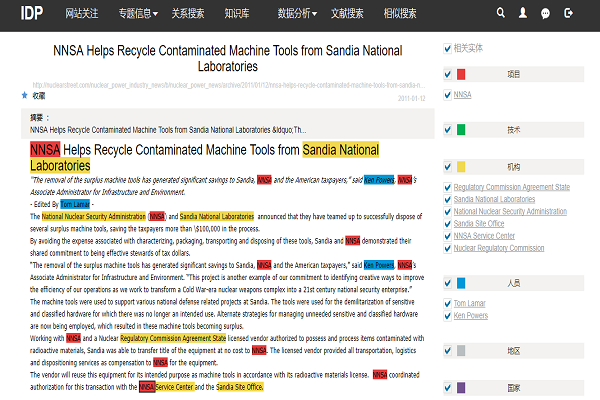 IDP 网站关注 专题信息 关系搜索 知识库 数据分析 文献搜索 相似搜索
NNSA Helps Recycle Contaminated Machine Tools from Sandia National
Laboratories
收藏
2011-01-12
摘要 :
NNSA Helps Recycle Contaminated Machine Tools from Sandia National Laboratories &ldquo;Th...
NNSA Helps Recycle Contaminated Machine Tools from Sandia National
Laboratories
"The removal of the surplus machine tools has generated significant savings to Sandia, NNSA and the American taxpayers," said Ken Powers, NNSA's
Associate Administrator for Infrastructure and Environment.
- Edited By Tom Lamar -
The National Nuclear Security Administration (NNSA) and Sandia National Laboratories announced that they have teamed up to successfully dispose of
several surplus machine tools, saving the taxpayers more than \$100,000 in the process.
By avoiding the expense associated with characterizing, packaging, transporting and disposing of these tools, Sandia and NNSA demonstrated their
shared commitment to being effective stewards of tax dollars.
"The removal of the surplus machine tools has generated significant savings to Sandia, NNSA and the American taxpayers," said Ken Powers, NNSA's
Associate Administrator for Infrastructure and Environment. "This project is another example of our commitment to identifying creative ways to improve
the efficiency of our operations as we work to transform a Cold War-era nuclear weapons complex into a 21st century national security enterprise."
The machine tools were used to support various national defense related projects at Sandia. The tools were used for the demilitarization of sensitive
and classified hardware for which there was no longer an intended use. Alternate strategies for managing unneeded sensitive and classified hardware
are now being employed, which resulted in these machine tools becoming surplus.
Working with NNSA and a Nuclear Regulatory Commission Agreement State licensed vendor authorized to possess and process items contaminated with
radioactive materials, Sandia was able to transfer title of the equipment at no cost to NNSA. The licensed vendor provided all transportation, logistics
and dispositioning services as compensation to NNSA for the equipment.
The vendor will reuse this equipment for its intended purpose as machine tools in accordance with its radioactive materials license. NNSA coordinated
authorization for this transaction with the NNSA Service Center and the Sandia Site Office.
相关实体
项目
NNSA
技术
机构
Regulatory Commission Agreement State
Sandia National Laboratories
National Nuclear Security Administration
Sandia Site Office
NNSA Service Center
Nuclear Regulatory Commission
人员
Tom Lamar
Ken Powers
地区
国家